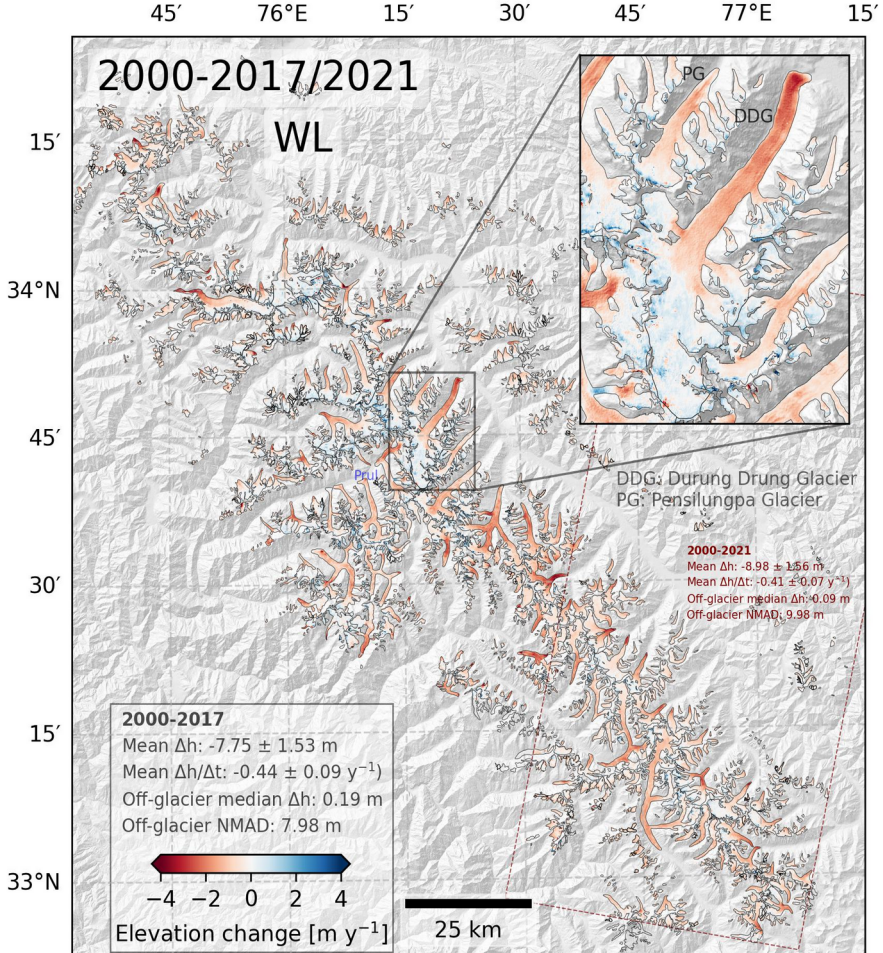 45′ 76°E 15′ 30′ 45′ 77°E 15′
2000-2017/2021
WL
PG
DDG
15′
34°N
45′
Prul
DDG: Durung Drung Glacier
PG: Pensilungpa Glacier
2000-2021
Mean Δh: -8.98 ± 1.56 m
Mean Δh/Δt: -0.41 ± 0.07 y⁻¹)
Off-glacier median Δh: 0.09 m
Off-glacier NMAD: 9.98 m
30′
15′
2000-2017
Mean Δh: -7.75 ± 1.53 m
Mean Δh/Δt: -0.44 ± 0.09 y⁻¹)
Off-glacier median Δh: 0.19 m
Off-glacier NMAD: 7.98 m
33°N
−4 −2 0 2 4
Elevation change [m y⁻¹]
25 km